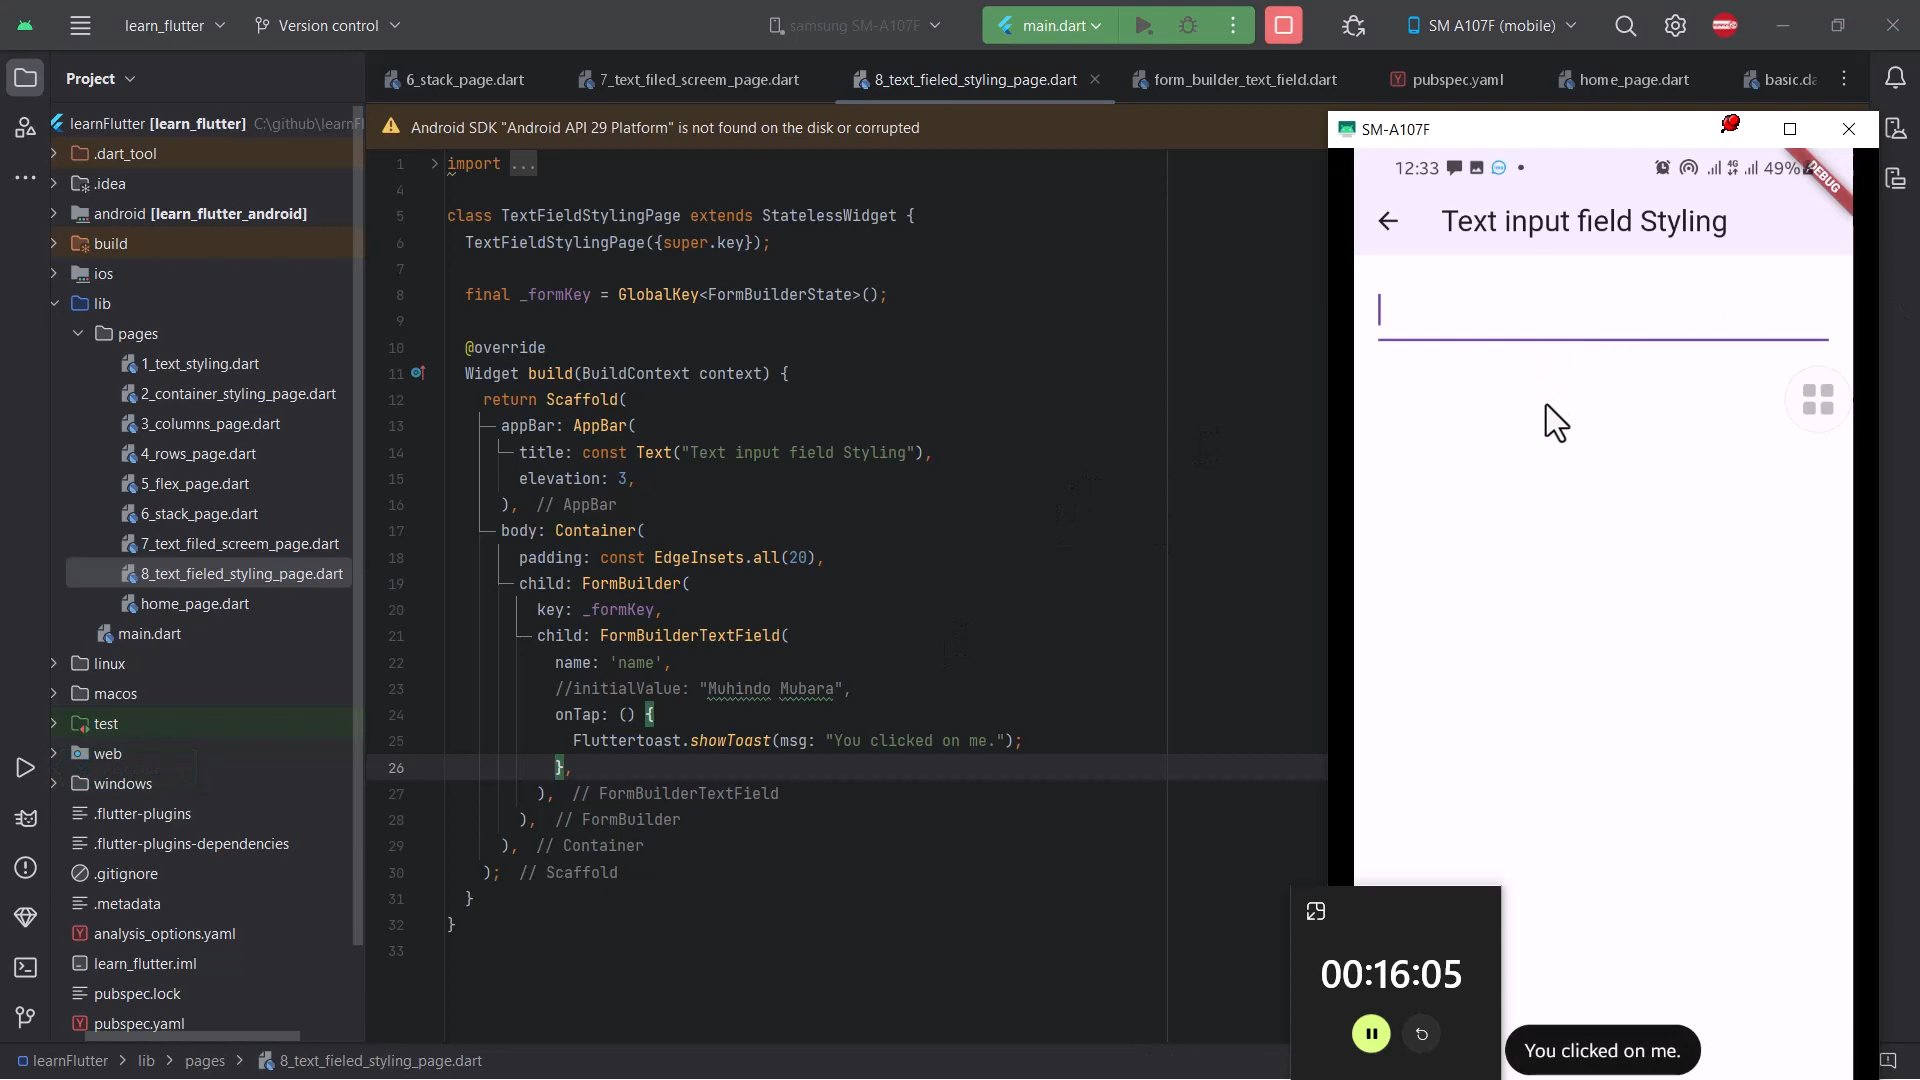 learn_flutter
Version control
samsung SM-A107F
main.dart
SM A107F (mobile)
Project
6_stack_page.dart
7_text_filed_screem_page.dart
8_text_fieled_styling_page.dart
form_builder_text_field.dart
pubspec.yaml
home_page.dart
basic.da
Android SDK "Android API 29 Platform" is not found on the disk or corrupted
learnFlutter [learn_flutter] C:\github\learnFl
.dart_tool
.idea
android [learn_flutter_android]
build
ios
lib
pages
1_text_styling.dart
2_container_styling_page.dart
3_columns_page.dart
4_rows_page.dart
5_flex_page.dart
6_stack_page.dart
7_text_filed_screem_page.dart
8_text_fieled_styling_page.dart
home_page.dart
main.dart
linux
macos
test
web
windows
.flutter-plugins
.flutter-plugins-dependencies
.gitignore
.metadata
analysis_options.yaml
learn_flutter.iml
pubspec.lock
pubspec.yaml
1 import ...
4
5 class TextFieldStylingPage extends StatelessWidget {
6 TextFieldStylingPage({super.key});
7
8 final _formKey = GlobalKey<FormBuilderState>();
9
10 @override
11 Widget build(BuildContext context) {
12 return Scaffold(
13 appBar: AppBar(
14 title: const Text("Text input field Styling"),
15 elevation: 3,
16 ), // AppBar
17 body: Container(
18 padding: const EdgeInsets.all(20),
19 child: FormBuilder(
20 key: _formKey,
21 child: FormBuilderTextField(
22 name: 'name',
23 //initialValue: "Muhindo Mubara",
24 onTap: () {
25 Fluttertoast.showToast(msg: "You clicked on me.");
26 },
27 ), // FormBuilderTextField
28 ), // FormBuilder
29 ), // Container
30 ); // Scaffold
31 }
32 }
33
SM-A107F
12:33
4G
49%
DEBUG
Text input field Styling
00:16:05
You clicked on me.
learnFlutter > lib > pages > 8_text_fieled_styling_page.dart